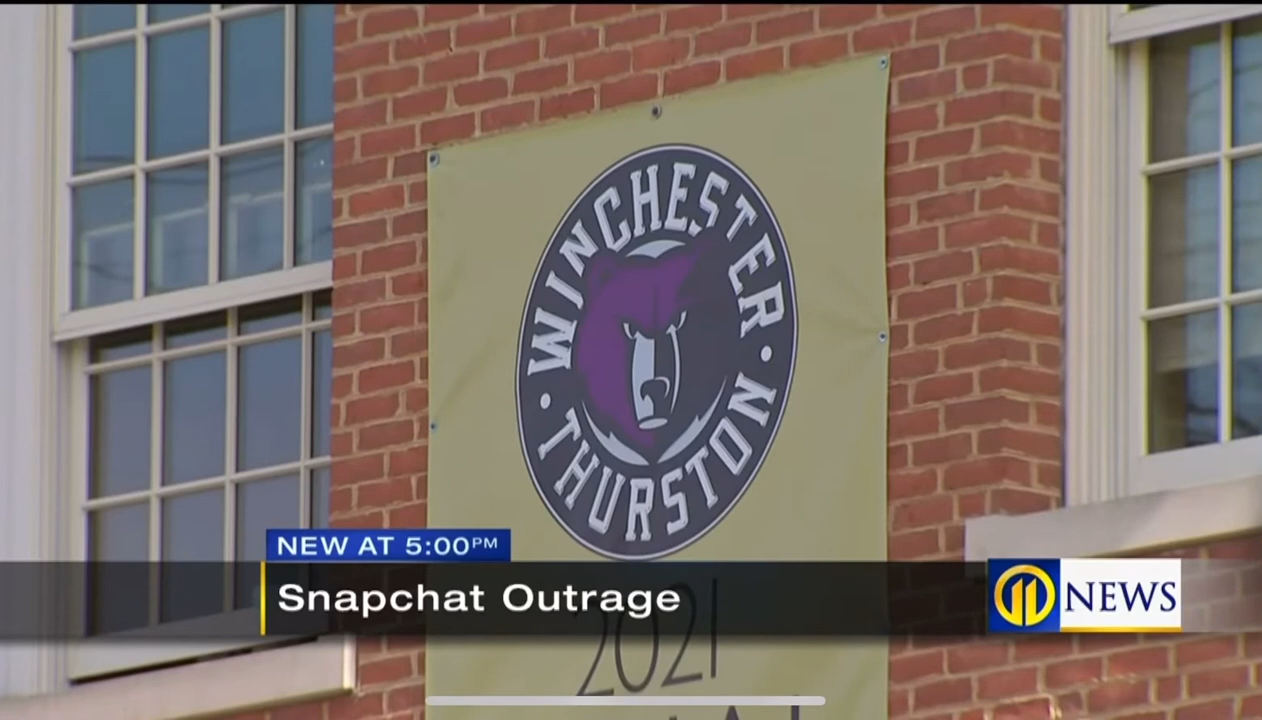 WINCHESTER
THURSTON
2021
NEW AT 5:00PM
Snapchat Outrage
11 NEWS